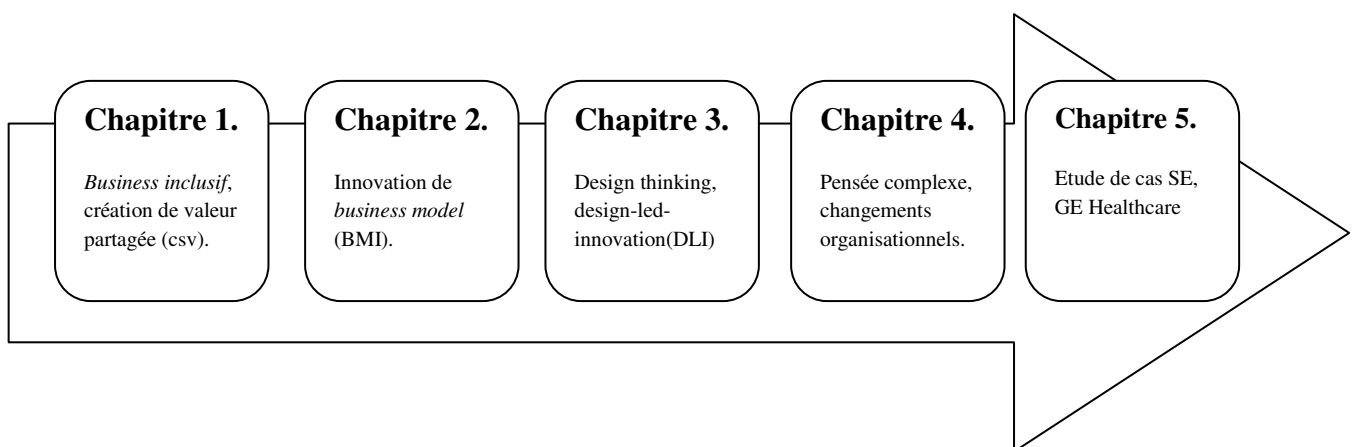 Chapitre 1.
Business inclusif,
création de valeur
partagée (csv).
Chapitre 2.
Innovation de
business model
(BMI).
Chapitre 3.
Design thinking,
design-led-
innovation(DLI)
Chapitre 4.
Pensée complexe,
changements
organisationnels.
Chapitre 5.
Etude de cas SE,
GE Healthcare